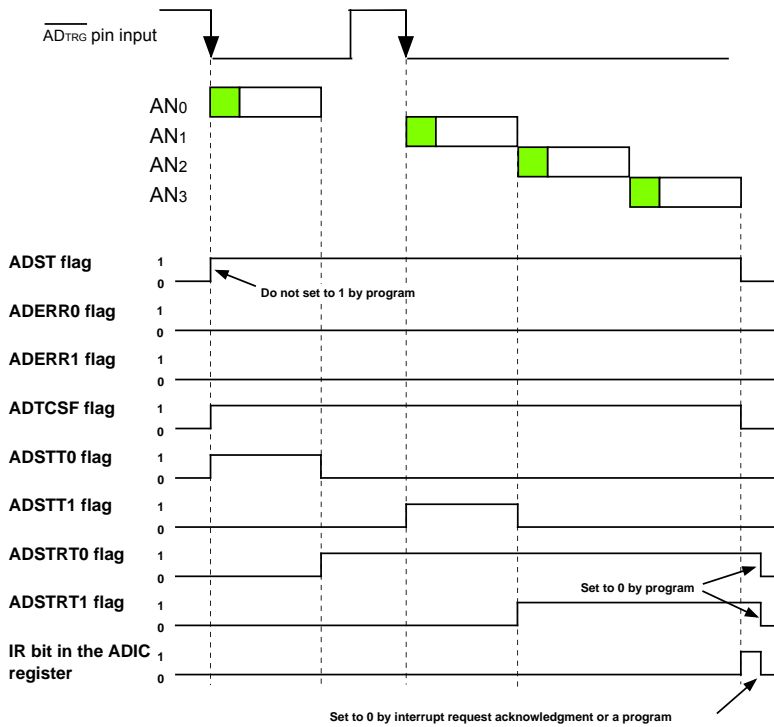 ADTRG pin input
AN0
AN1
AN2
AN3
ADST flag
1
0
Do not set to 1 by program
ADERR0 flag
1
0
ADERR1 flag
1
0
ADTCSF flag
1
0
ADSTT0 flag
1
0
ADSTT1 flag
1
0
ADSTRT0 flag
1
0
Set to 0 by program
ADSTRT1 flag
1
0
IR bit in the ADIC
register
1
0
Set to 0 by interrupt request acknowledgment or a program